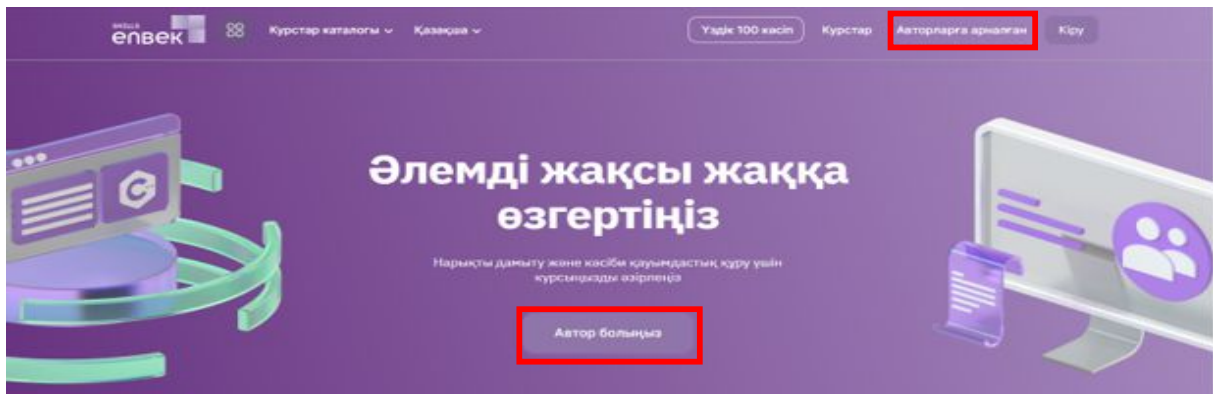 skills
enbek
Курстар каталогы
Қазақша
Үздік 100 кәсіп
Курстар
Авторларға арналған
Кіру
Әлемді жақсы жаққа
өзгертіңіз
Нарықты дамыту және кәсіби қауымдастық құру үшін
курсыңызды әзірлеңіз
Автор болыңыз